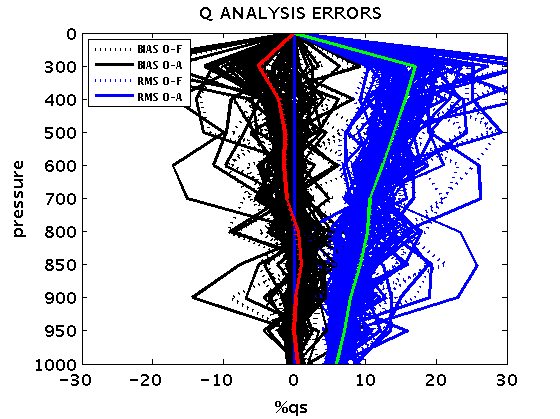 Q ANALYSIS ERRORS
BIAS O-F
BIAS O-A
RMS O-F
RMS O-A
pressure
0
300
400
500
600
700
800
850
900
950
1000
-30 -20 -10 0 10 20 30
%qs